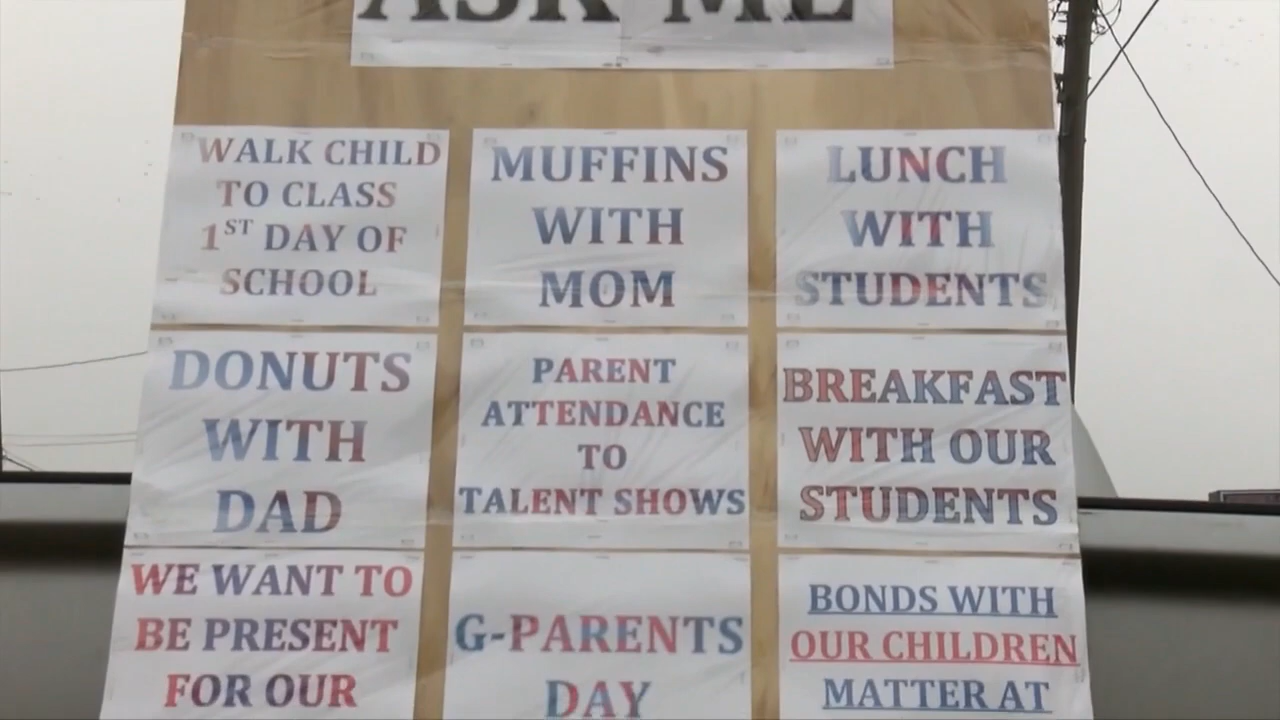 ASK ME
WALK CHILD
TO CLASS
1ST DAY OF
SCHOOL
MUFFINS
WITH
MOM
LUNCH
WITH
STUDENTS
DONUTS
WITH
DAD
PARENT
ATTENDANCE
TO
TALENT SHOWS
BREAKFAST
WITH OUR
STUDENTS
WE WANT TO
BE PRESENT
FOR OUR
G-PARENTS
DAY
BONDS WITH
OUR CHILDREN
MATTER AT